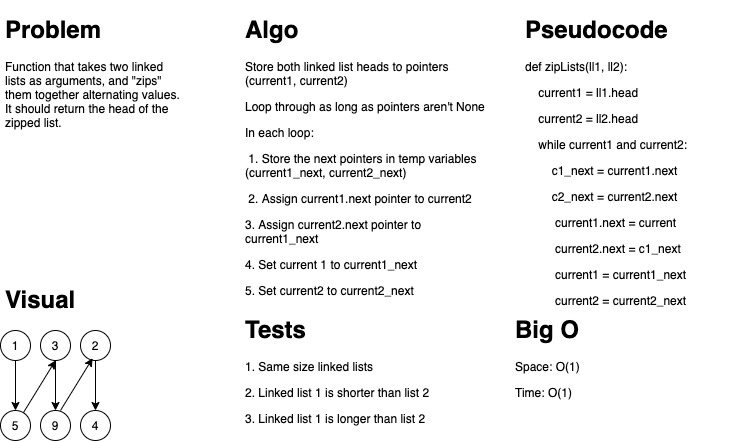 Problem
Function that takes two linked
lists as arguments, and "zips"
them together alternating values.
It should return the head of the
zipped list.
Algo
Store both linked list heads to pointers
(current1, current2)
Loop through as long as pointers aren't None
In each loop:
1. Store the next pointers in temp variables
(current1_next, current2_next)
2. Assign current1.next pointer to current2
3. Assign current2.next pointer to
current1_next
4. Set current 1 to current1_next
5. Set current2 to current2_next
Pseudocode
def zipLists(ll1, ll2):
current1 = ll1.head
current2 = ll2.head
while current1 and current2:
c1_next = current1.next
c2_next = current2.next
current1.next = current
current2.next = c1_next
current1 = current1_next
current2 = current2_next
Visual
1 3 2
5 9 4
Tests
1. Same size linked lists
2. Linked list 1 is shorter than list 2
3. Linked list 1 is longer than list 2
Big O
Space: O(1)
Time: O(1)